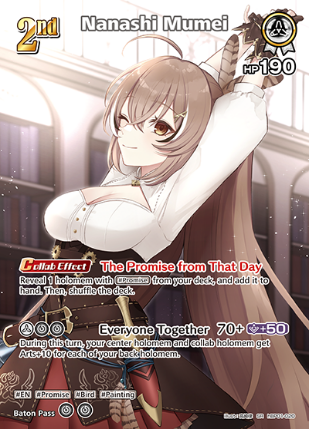 2nd
Nanashi Mumei
HP190
Collab Effect The Promise from That Day
Reveal 1 holomem with #Promise from your deck, and add it to
hand. Then, shuffle the deck.
Everyone Together 70+ +50
During this turn, your center holomem and collab holomem get
Arts+10 for each of your back holomem.
#EN #Promise #Bird #Painting
Baton Pass
illust: SR